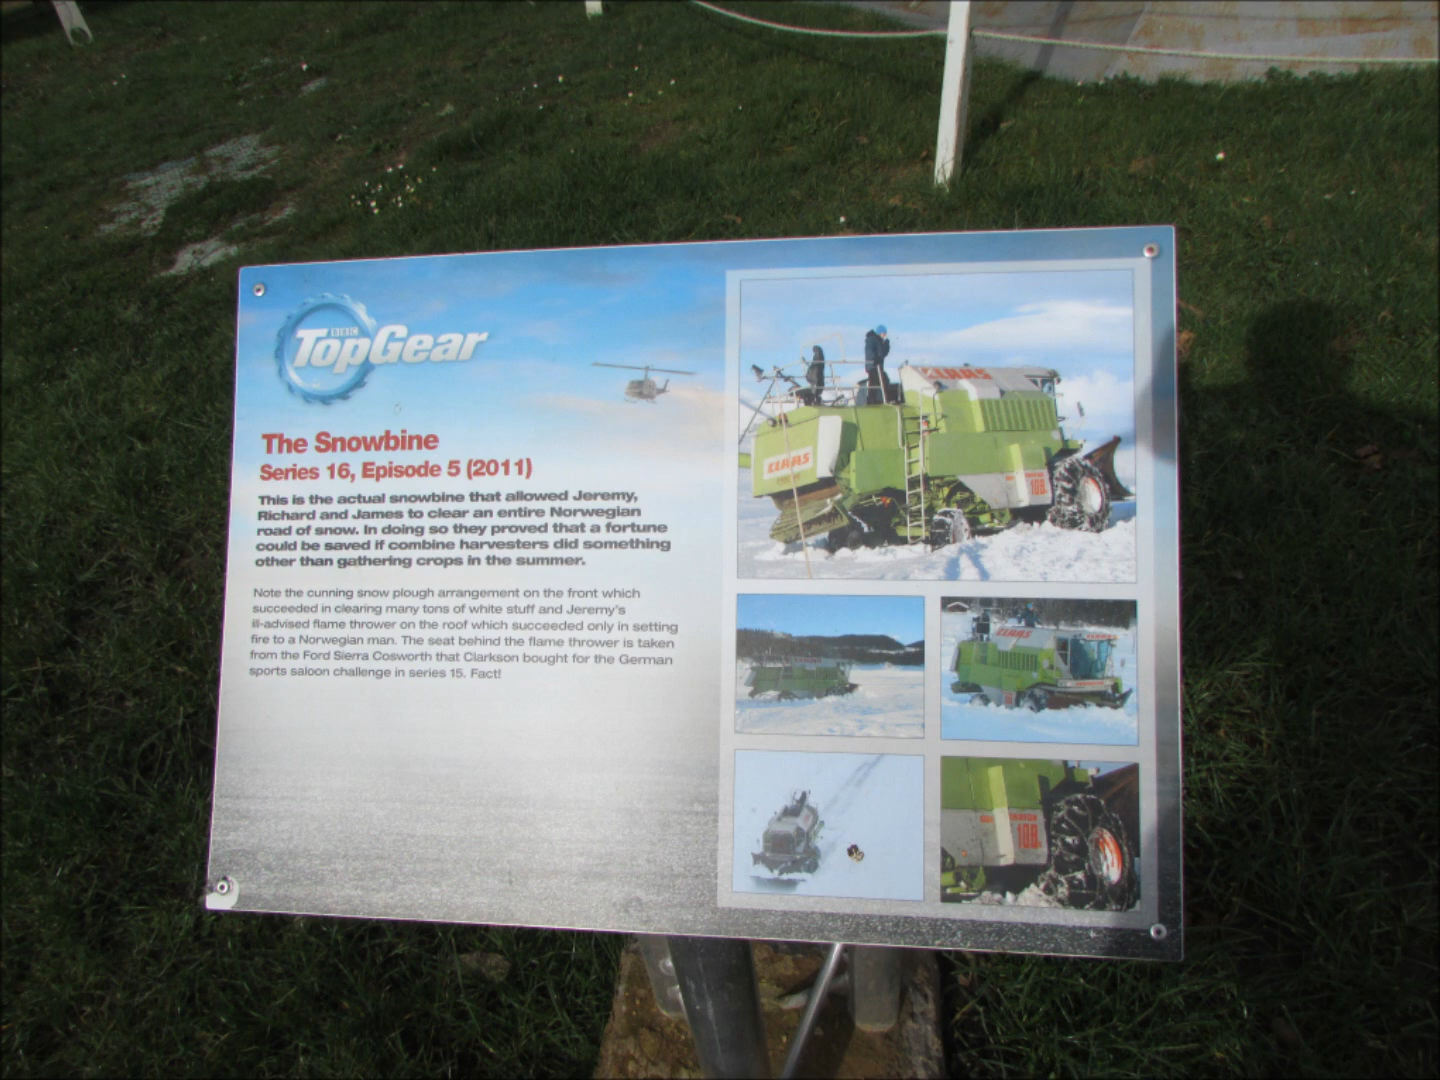 BBC
TopGear
The Snowbine
Series 16, Episode 5 (2011)
This is the actual snowbine that allowed Jeremy,
Richard and James to clear an entire Norwegian
road of snow. In doing so they proved that a fortune
could be saved if combine harvesters did something
other than gathering crops in the summer.
Note the cunning snow plough arrangement on the front which
succeeded in clearing many tons of white stuff and Jeremy's
ill-advised flame thrower on the roof which succeeded only in setting
fire to a Norwegian man. The seat behind the flame thrower is taken
from the Ford Sierra Cosworth that Clarkson bought for the German
sports saloon challenge in series 15. Fact!
CLAAS
CLAAS
108
CLAAS
108